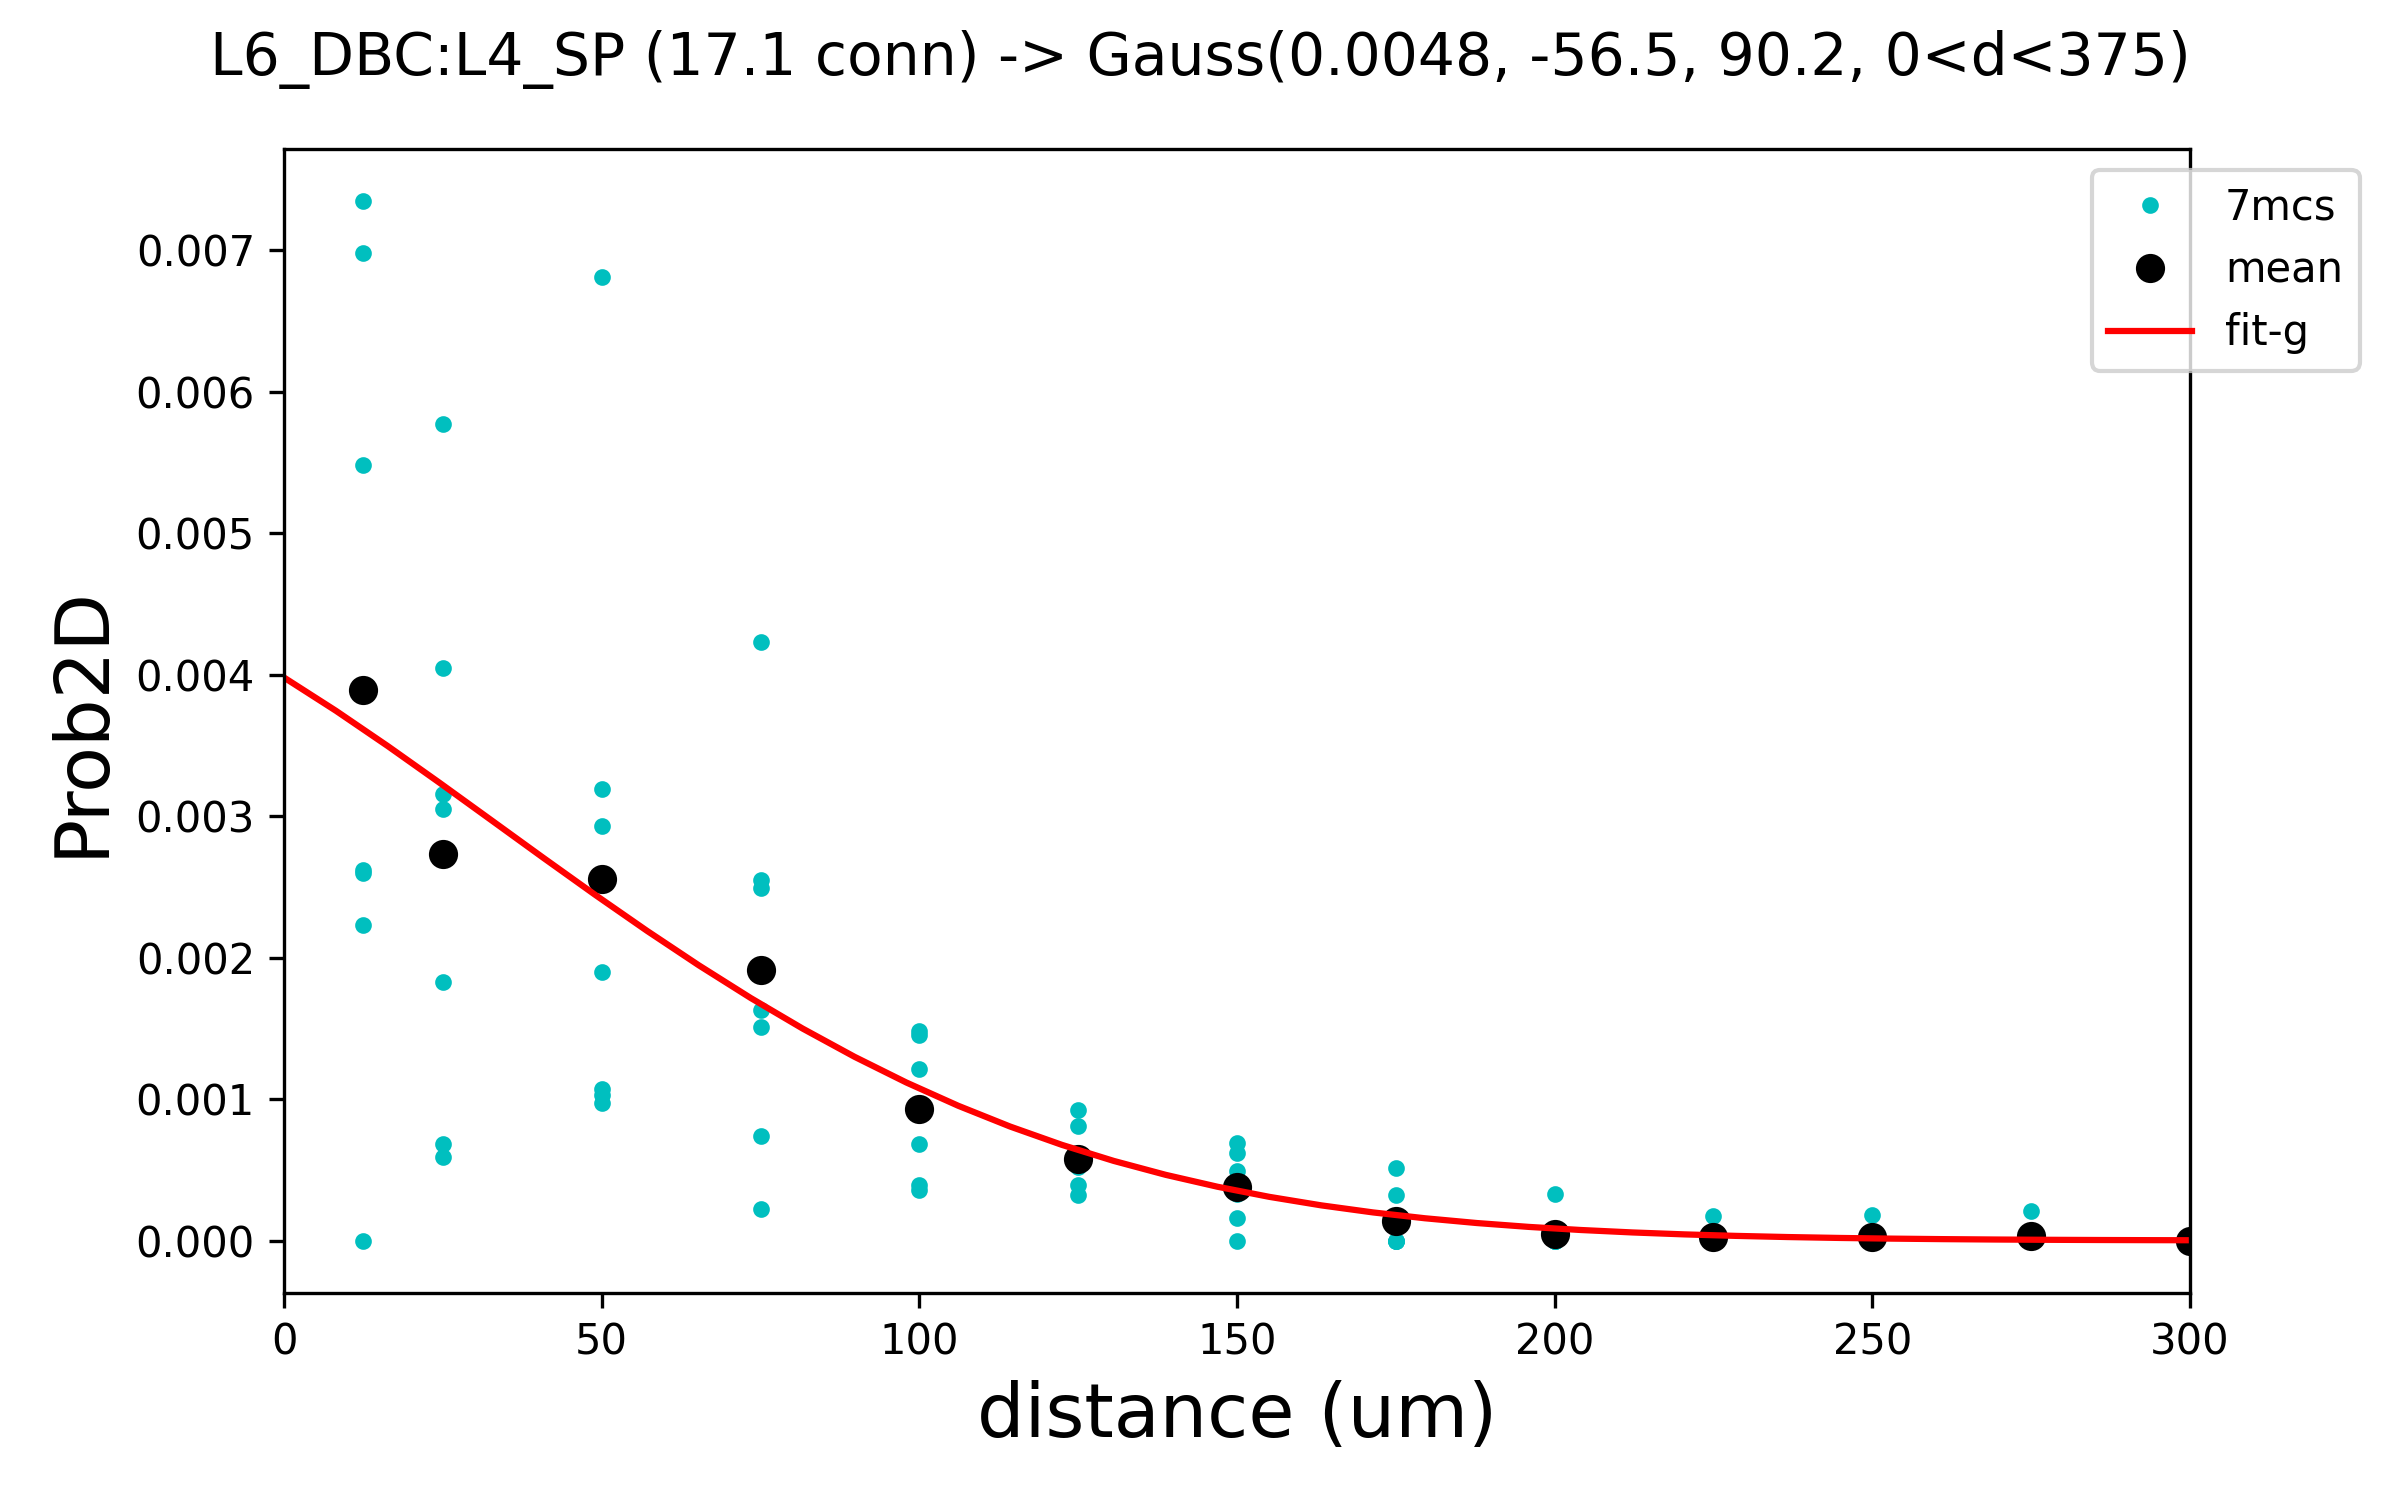 L6_DBC:L4_SP (17.1 conn) -> Gauss(0.0048, -56.5, 90.2, 0<d<375)
7mcs
mean
fit-g
Prob2D
0.007
0.006
0.005
0.004
0.003
0.002
0.001
0.000
0 50 100 150 200 250 300
distance (um)